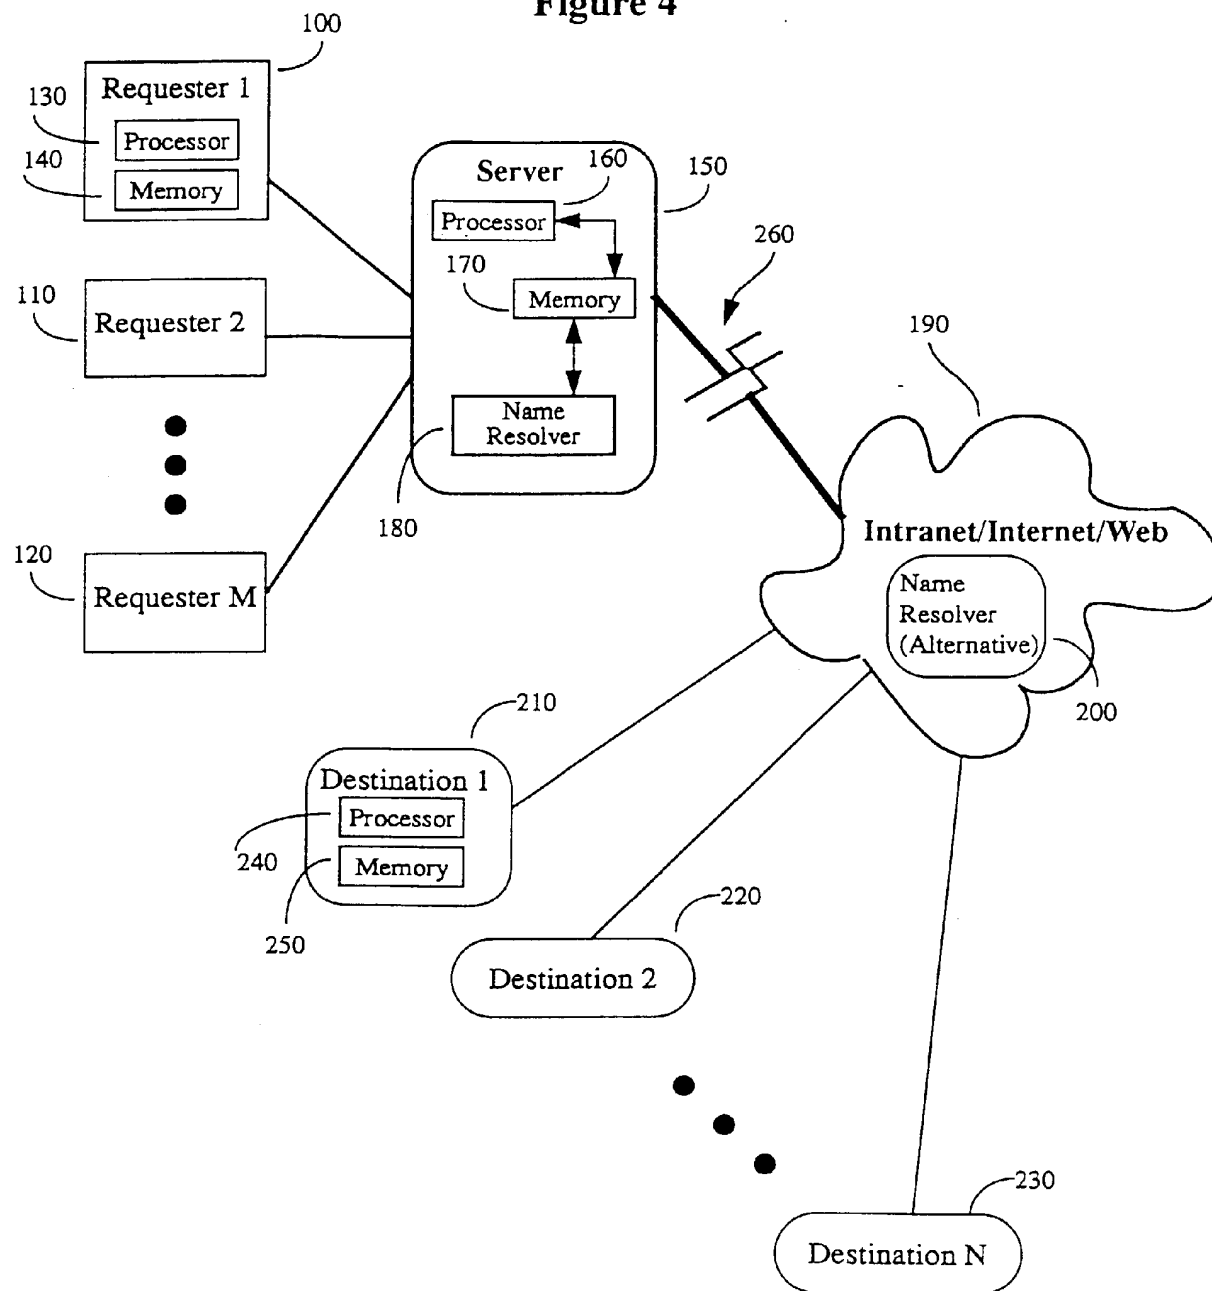 Figure 4
100
Requester 1
130
Processor
140
Memory
110
Requester 2
120
Requester M
Server
160
150
Processor
170
Memory
Name
Resolver
180
260
190
Intranet/Internet/Web
Name
Resolver
(Alternative)
200
210
Destination 1
Processor
240
Memory
250
220
Destination 2
230
Destination N